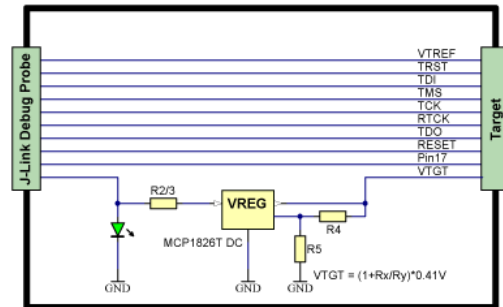 J-Link Debug Probe
VTREF
TRST
TDI
TMS
TCK
RTCK
TDO
RESET
Pin17
VTGT
Target
R2/3
VREG
R4
MCP1826T DC
R5
GND
GND
GND
VTGT = (1+Rx/Ry)*0.41V